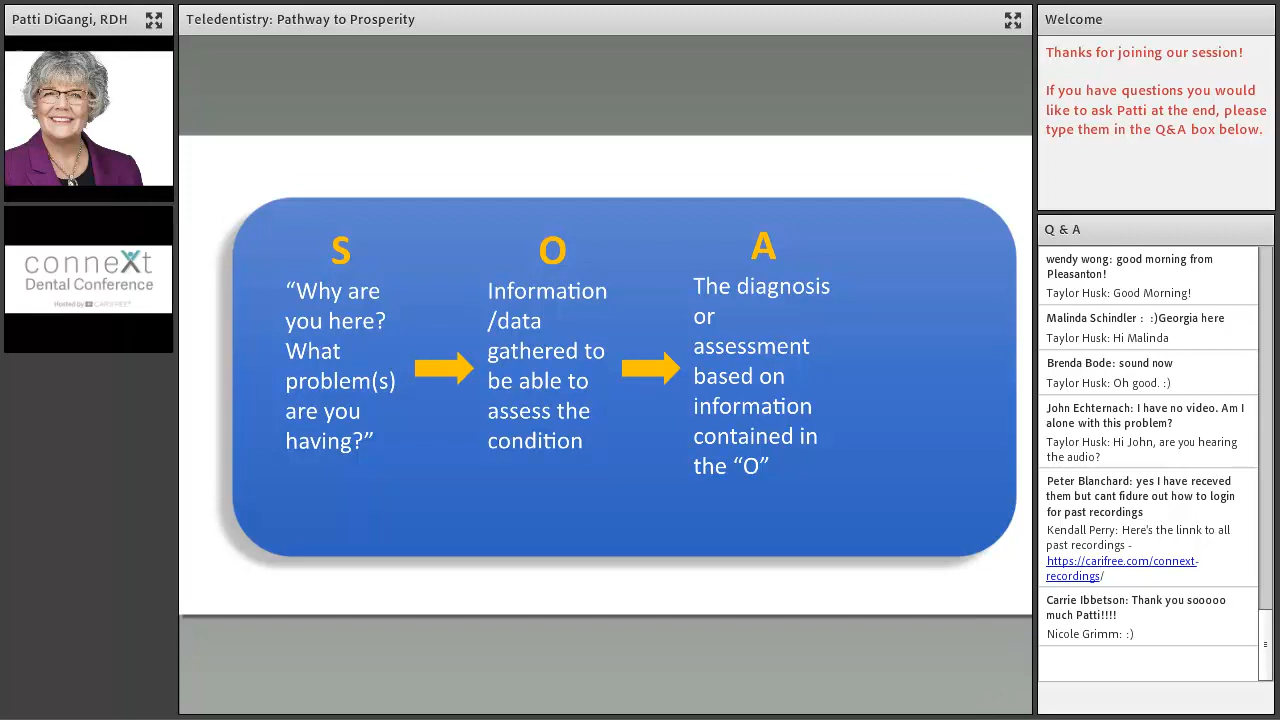 Patti DiGangi, RDH
Teledentistry: Pathway to Prosperity
Welcome
conneXt
Dental Conference
Hosted by CARIFREE
S
"Why are
you here?
What
problem(s)
are you
having?"
O
Information
/data
gathered to
be able to
assess the
condition
A
The diagnosis
or
assessment
based on
information
contained in
the "O"
Thanks for joining our session!
If you have questions you would
like to ask Patti at the end, please
type them in the Q&A box below.
Q & A
wendy wong: good morning from
Pleasanton!
Taylor Husk: Good Morning!
Malinda Schindler : :)Georgia here
Taylor Husk: Hi Malinda
Brenda Bode: sound now
Taylor Husk: Oh good. :)
John Echternach: I have no video. Am I
alone with this problem?
Taylor Husk: Hi John, are you hearing
the audio?
Peter Blanchard: yes I have receved
them but cant fidure out how to login
for past recordings
Kendall Perry: Here's the linnk to all
past recordings -
https://carifree.com/connext-
recordings/
Carrie Ibbetson: Thank you sooooo
much Patti!!!!
Nicole Grimm: :)